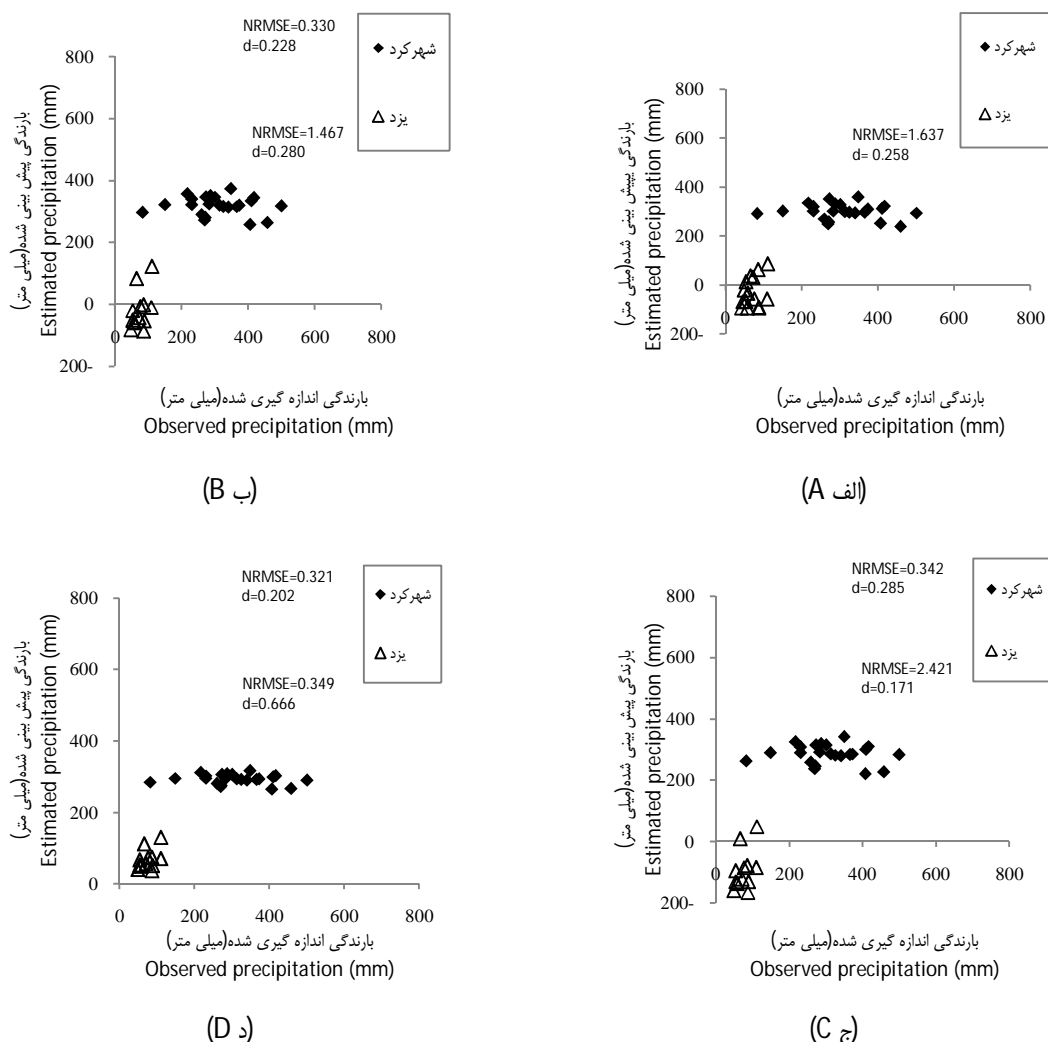 NRMSE=0.330
d=0.228
شهرکرد
یزد
NRMSE=1.467
d=0.280
800
600
400
200
0
200-
0 200 400 600 800
بارندگی پیش بینی شده(میلی متر)
Estimated precipitation (mm)
بارندگی اندازه گیری شده(میلی متر)
Observed precipitation (mm)
(B ب)
شهرکرد
یزد
NRMSE=1.637
d= 0.258
800
600
400
200
0
200-
0 200 400 600 800
بارندگی پیش بینی شده(میلی متر)
Estimated precipitation (mm)
بارندگی اندازه گیری شده(میلی متر)
Observed precipitation (mm)
(A الف)
NRMSE=0.321
d=0.202
شهرکرد
یزد
NRMSE=0.349
d=0.666
800
600
400
200
0
0 200 400 600 800
بارندگی پیش بینی شده(میلی متر)
Estimated precipitation (mm)
بارندگی اندازه گیری شده(میلی متر)
Observed precipitation (mm)
(D د)
NRMSE=0.342
d=0.285
شهرکرد
یزد
NRMSE=2.421
d=0.171
800
600
400
200
0
200-
0 200 400 600 800
بارندگی پیش بینی شده(میلی متر)
Estimated precipitation (mm)
بارندگی اندازه گیری شده(میلی متر)
Observed precipitation (mm)
(C ج)